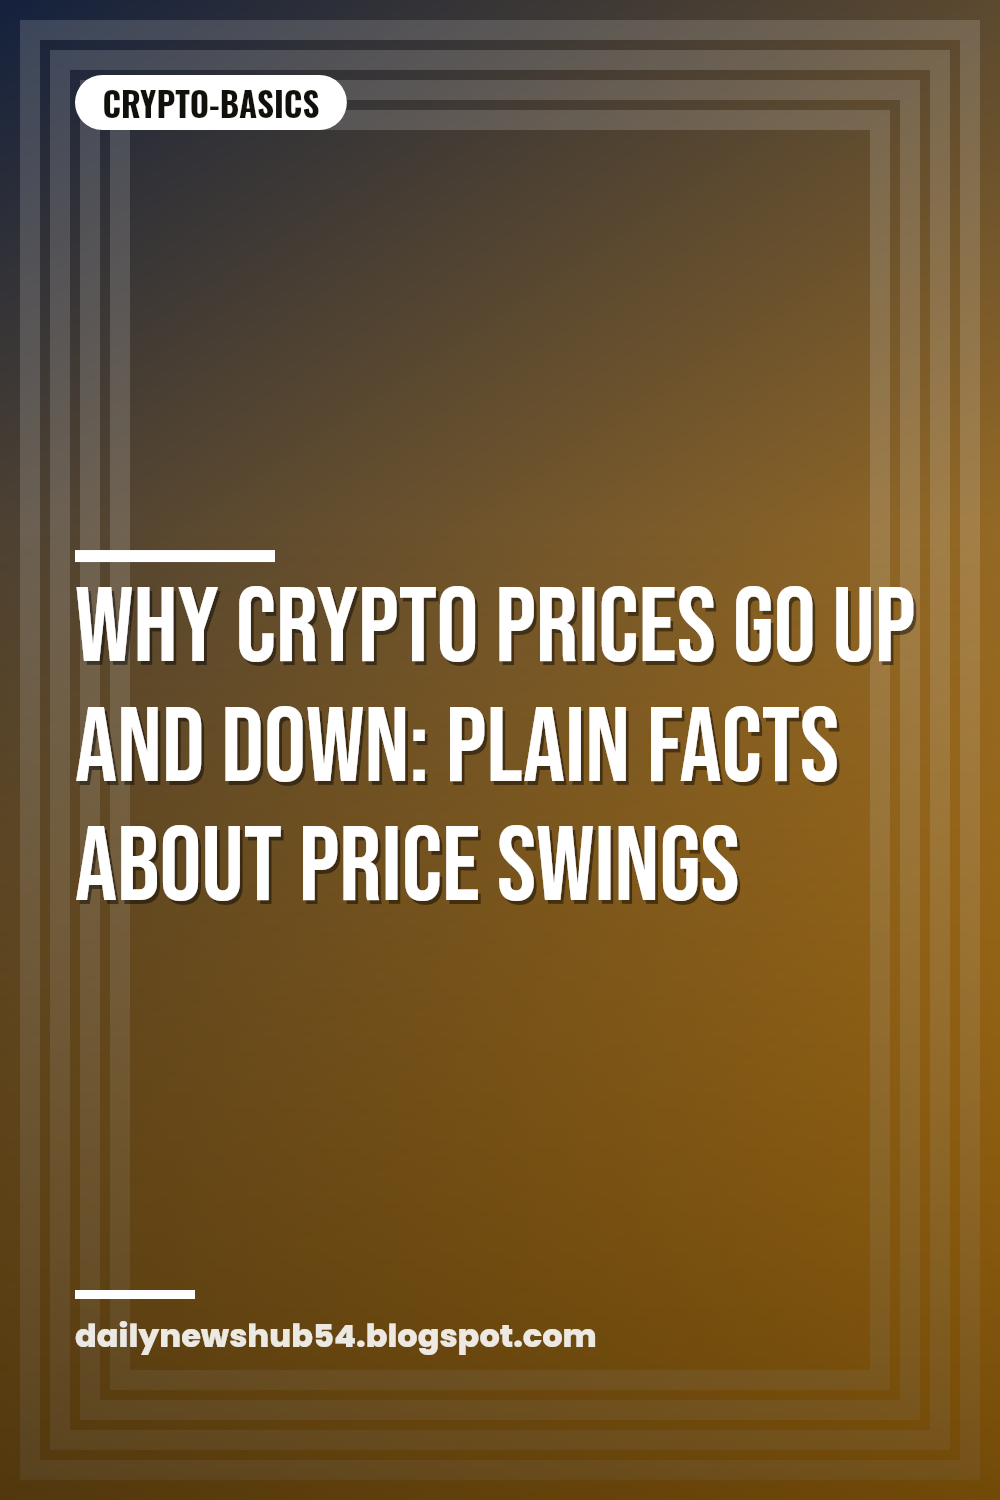 CRYPTO-BASICS
WHY CRYPTO PRICES GO UP
AND DOWN: PLAIN FACTS
ABOUT PRICE SWINGS
dailynewshub54.blogspot.com